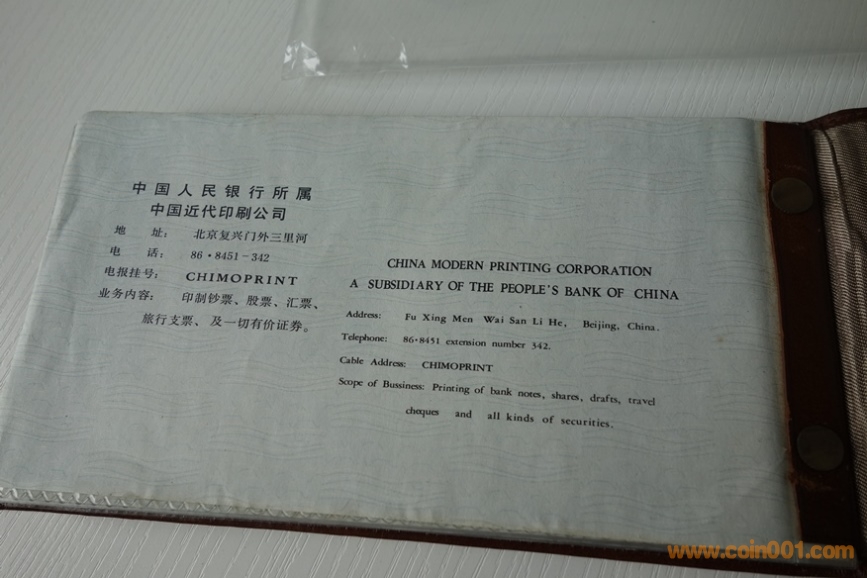 中国人民银行所属
中国近代印刷公司
地 址： 北京复兴门外三里河
电 话： 86·8451-342
电报挂号： CHIMOPRINT
业务内容： 印制钞票、股票、汇票、
旅行支票、及一切有价证券。
CHINA MODERN PRINTING CORPORATION
A SUBSIDIARY OF THE PEOPLE'S BANK OF CHINA
Address: Fu Xing Men Wai San Li He, Beijing, China.
Telephone: 86·8451 extension number 342.
Cable Address: CHIMOPRINT
Scope of Bussiness: Printing of bank notes, shares, drafts, travel
cheques and all kinds of securities.
www.coin001.com